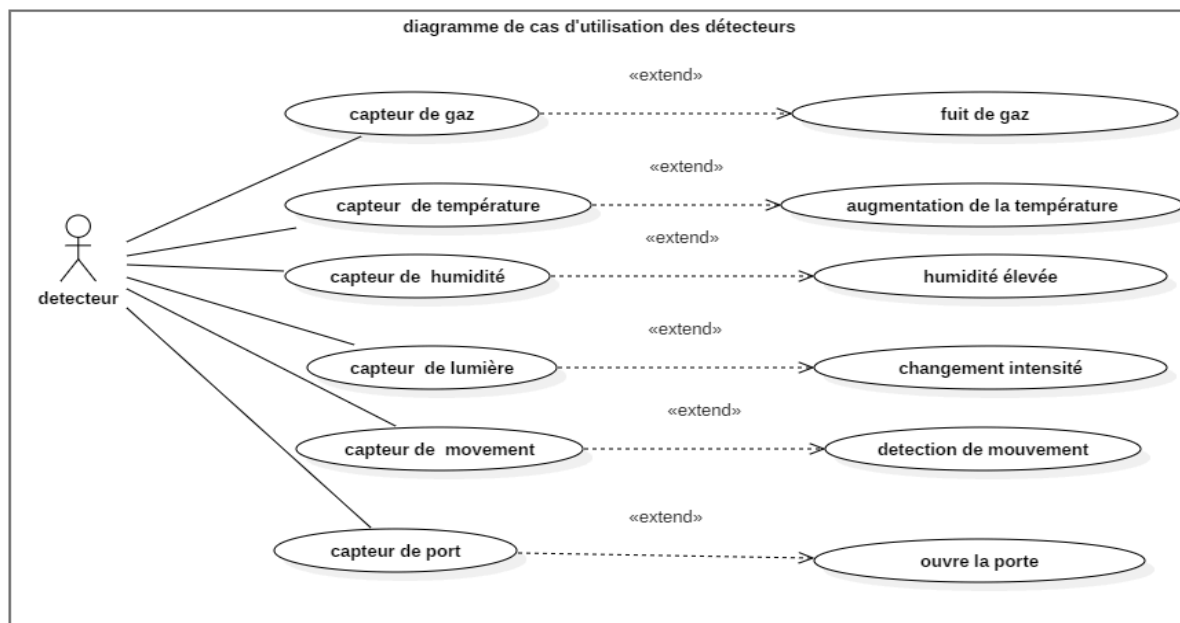 diagramme de cas d'utilisation des détecteurs
«extend»
capteur de gaz
fuit de gaz
«extend»
capteur de température
augmentation de la température
«extend»
capteur de humidité
humidité élevée
detecteur
«extend»
capteur de lumière
changement intensité
«extend»
capteur de movement
detection de mouvement
«extend»
capteur de port
ouvre la porte